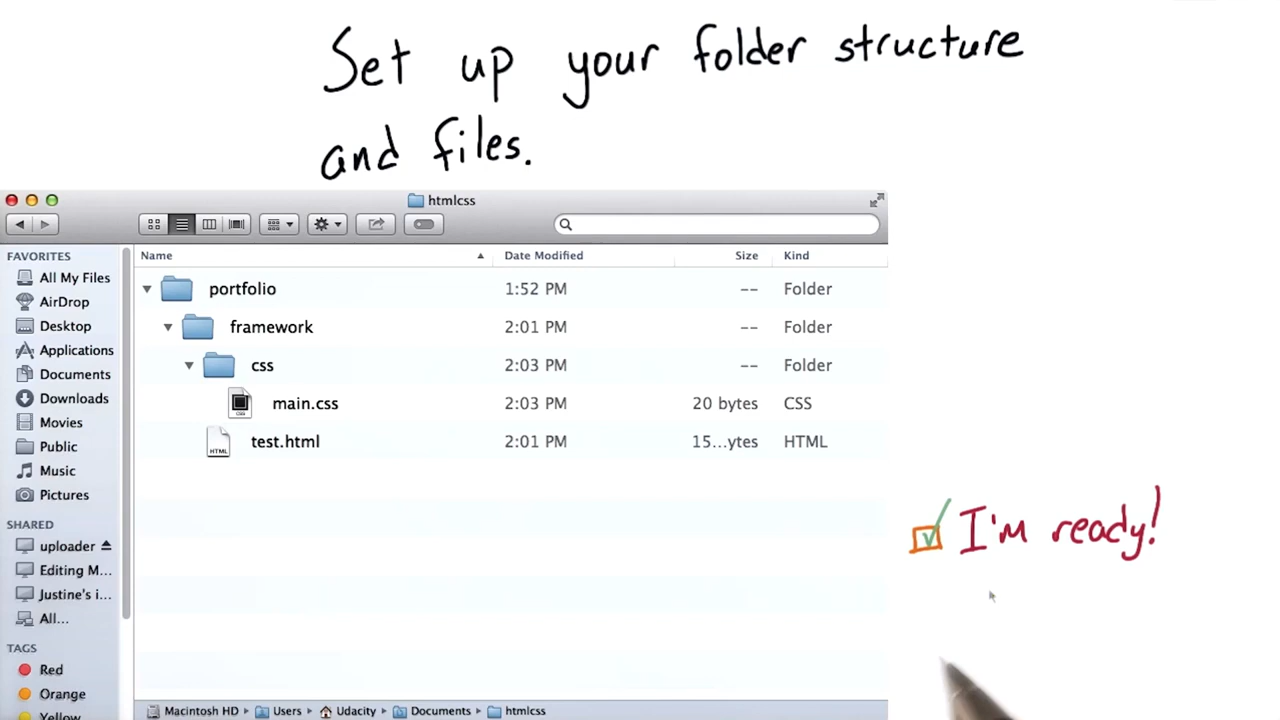 Set up your folder structure
and files.
htmlcss
FAVORITES
All My Files
AirDrop
Desktop
Applications
Documents
Downloads
Movies
Public
Music
Pictures
SHARED
uploader
Editing M...
Justine's i...
All...
TAGS
Red
Orange
Yellow
Name Date Modified Size Kind
portfolio 1:52 PM -- Folder
framework 2:01 PM -- Folder
css 2:03 PM -- Folder
main.css 2:03 PM 20 bytes CSS
test.html 2:01 PM 15...ytes HTML
CSS
HTML
Macintosh HD Users Udacity Documents htmlcss
I'm ready!